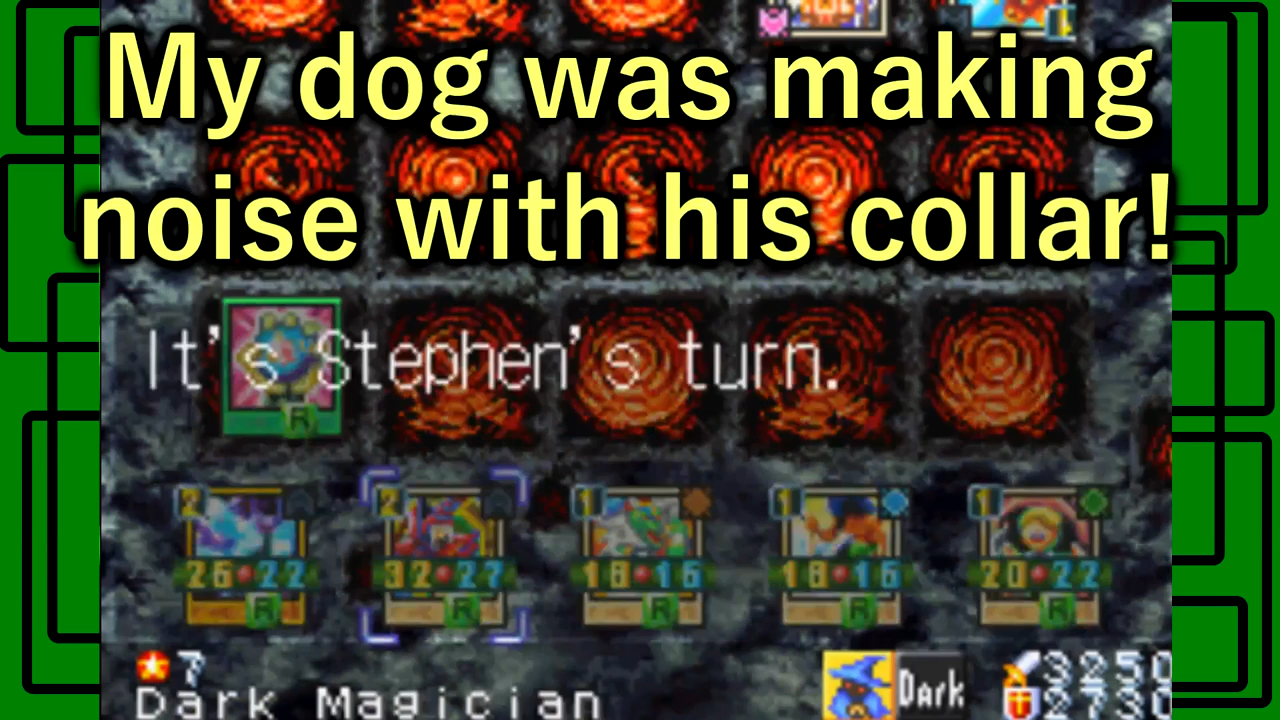 My dog was making
noise with his collar!
It's Stephen's turn.
R
2 2 1 1 1
26 22 32 27 18 16 18 16 20 22
R R R R R
7 3250
Dark Magician Dark 2730